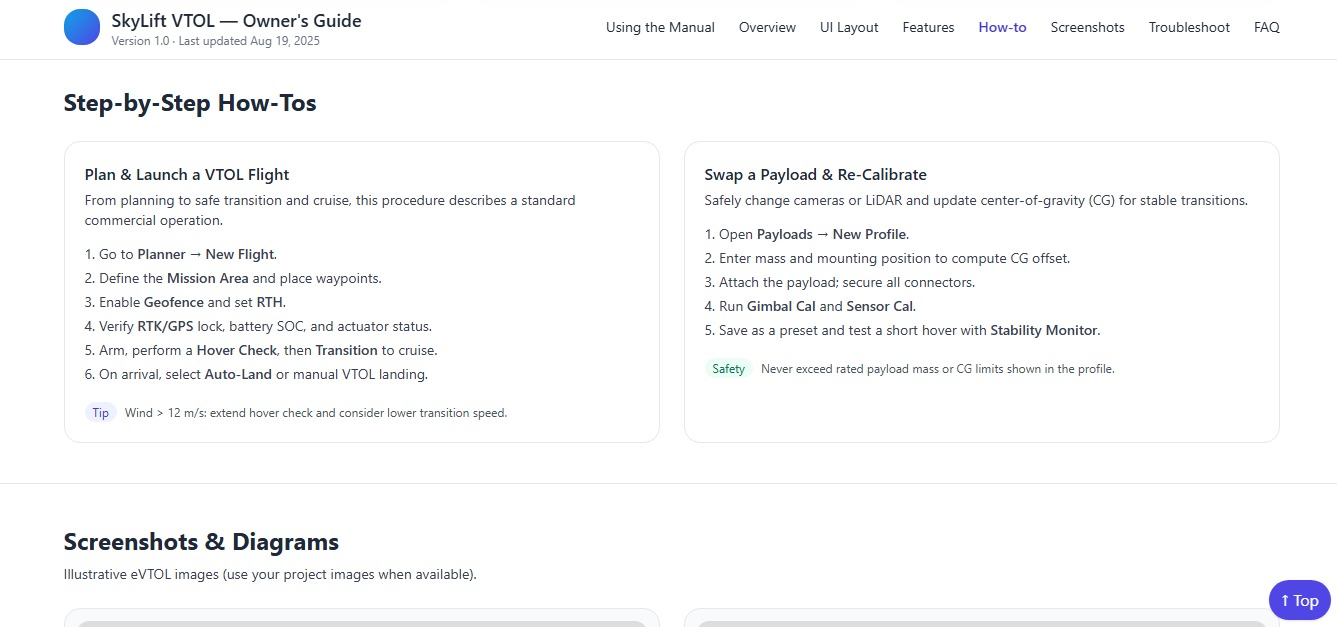 SkyLift VTOL — Owner's Guide
Version 1.0 · Last updated Aug 19, 2025
Using the Manual
Overview
UI Layout
Features
How-to
Screenshots
Troubleshoot
FAQ
Step-by-Step How-Tos
Plan & Launch a VTOL Flight
From planning to safe transition and cruise, this procedure describes a standard
commercial operation.
1. Go to Planner → New Flight.
2. Define the Mission Area and place waypoints.
3. Enable Geofence and set RTH.
4. Verify RTK/GPS lock, battery SOC, and actuator status.
5. Arm, perform a Hover Check, then Transition to cruise.
6. On arrival, select Auto-Land or manual VTOL landing.
Tip Wind > 12 m/s: extend hover check and consider lower transition speed.
Swap a Payload & Re-Calibrate
Safely change cameras or LiDAR and update center-of-gravity (CG) for stable transitions.
1. Open Payloads → New Profile.
2. Enter mass and mounting position to compute CG offset.
3. Attach the payload; secure all connectors.
4. Run Gimbal Cal and Sensor Cal.
5. Save as a preset and test a short hover with Stability Monitor.
Safety Never exceed rated payload mass or CG limits shown in the profile.
Screenshots & Diagrams
Illustrative eVTOL images (use your project images when available).
↑ Top